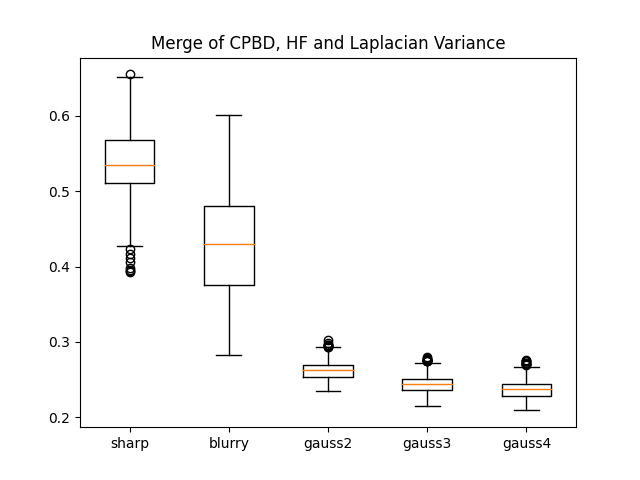 Merge of CPBD, HF and Laplacian Variance
0.6
0.5
0.4
0.3
0.2
sharp blurry gauss2 gauss3 gauss4